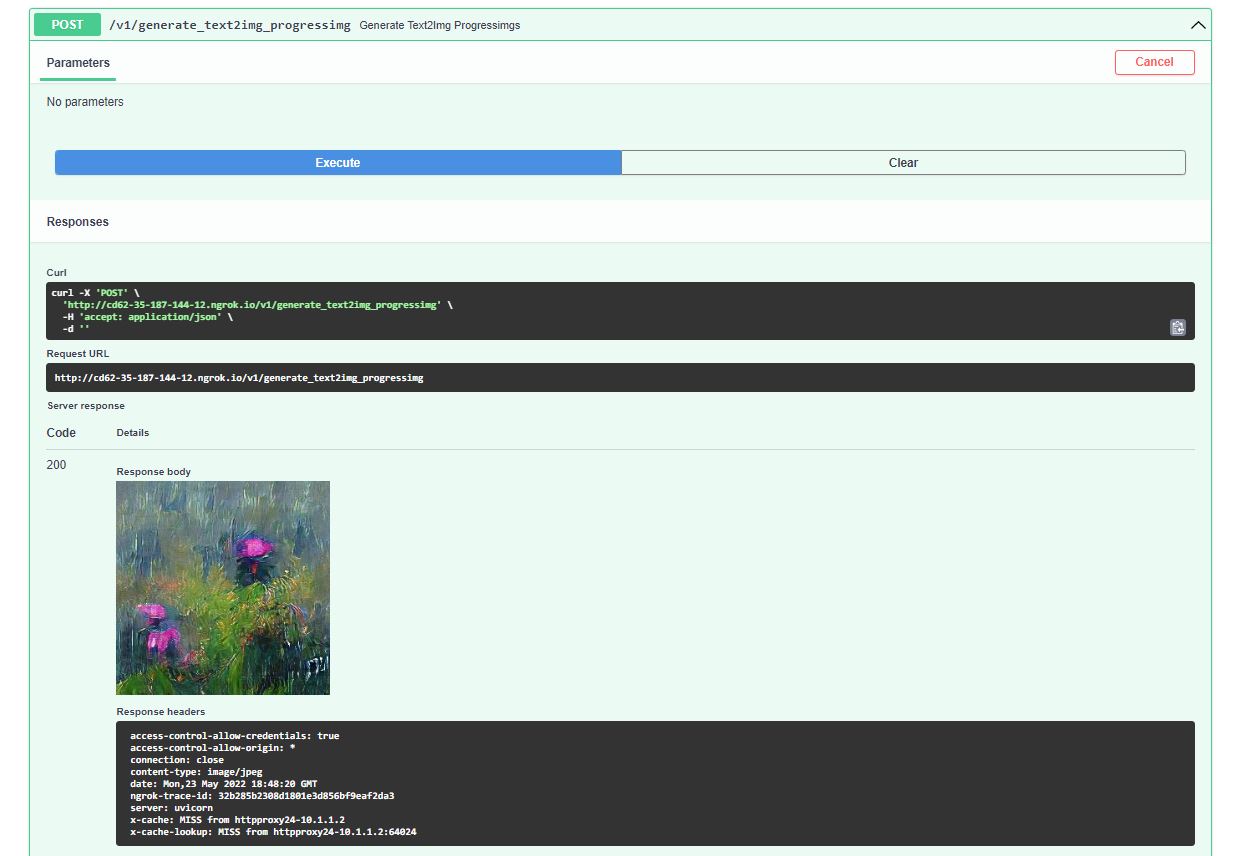 POST /v1/generate_text2img_progressimg Generate Text2Img Progressimgs
Parameters Cancel
No parameters
Execute Clear
Responses
Curl
curl -X 'POST' \
'http://cd62-35-187-144-12.ngrok.io/v1/generate_text2img_progressimg' \
-H 'accept: application/json' \
-d ''
Request URL
http://cd62-35-187-144-12.ngrok.io/v1/generate_text2img_progressimg
Server response
Code Details
200
Response body
Response headers
access-control-allow-credentials: true
access-control-allow-origin: *
connection: close
content-type: image/jpeg
date: Mon,23 May 2022 18:48:20 GMT
ngrok-trace-id: 32b285b2308d1801e3d856bf9eaf2da3
server: uvicorn
x-cache: MISS from httpproxy24-10.1.1.2
x-cache-lookup: MISS from httpproxy24-10.1.1.2:64024